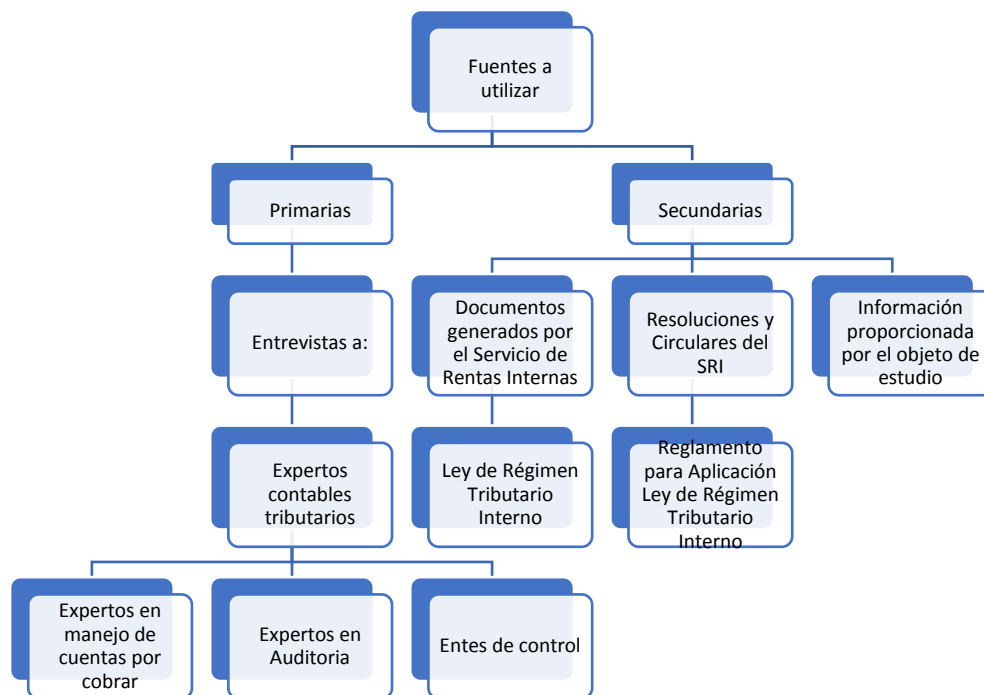 Fuentes a
utilizar
Primarias
Secundarias
Entrevistas a:
Documentos
generados por
el Servicio de
Rentas Internas
Resoluciones y
Circulares del
SRI
Información
proporcionada
por el objeto de
estudio
Expertos
contables
tributarios
Ley de Régimen
Tributario
Interno
Reglamento
para Aplicación
Ley de Régimen
Tributario
Interno
Expertos en
manejo de
cuentas por
cobrar
Expertos en
Auditoria
Entes de control